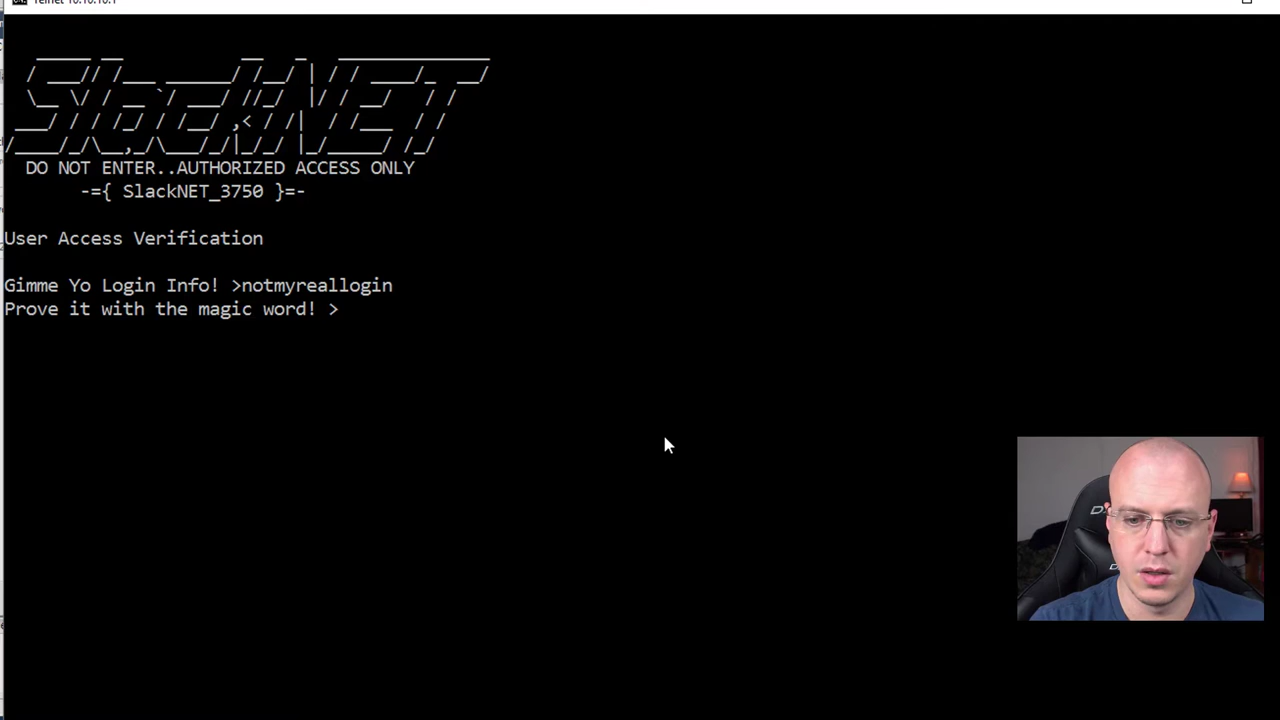 Telnet 10.10.10.1
SlackNET
DO NOT ENTER..AUTHORIZED ACCESS ONLY
-={ SlackNET_3750 }=-
User Access Verification
Gimme Yo Login Info! >notmyreallogin
Prove it with the magic word! >